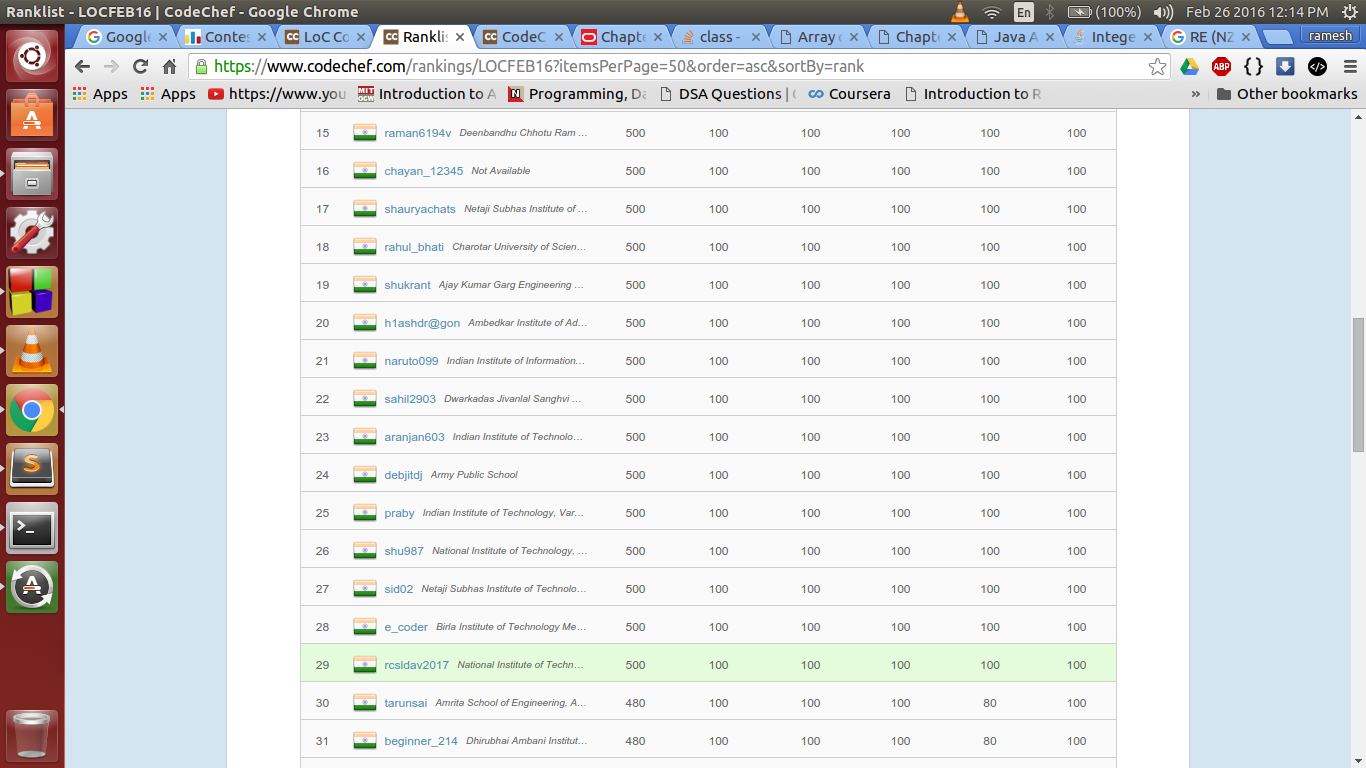 Ranklist - LOCFEB16 | CodeChef - Google Chrome En (100%) Feb 26 2016 12:14 PM
Google Contes LoC Co Ranklis CodeC Chapte class - Array Chapt Java A Intege RE (NZ ramesh
https://www.codechef.com/rankings/LOCFEB16?itemsPerPage=50&order=asc&sortBy=rank ABP
Apps Apps https://www.you Introduction to A Programming, Da DSA Questions | Coursera Introduction to R » Other bookmarks
15 raman6194v Deenbandhu Chhotu Ram ... 500 100 100 100 100 100
16 chayan_12345 Not Available 500 100 100 100 100 100
17 shauryachats Netaji Subhas Institute of ... 500 100 100 100 100 100
18 rahul_bhati Charotar University of Scien... 500 100 100 100 100 100
19 shukrant Ajay Kumar Garg Engineering ... 500 100 100 100 100 100
20 h1ashdr@gon Ambedkar Institute of Ad... 500 100 100 100 100 100
21 naruto099 Indian Institute of Information... 500 100 100 100 100 100
22 sahil2903 Dwarkadas Jivanlal Sanghvi ... 500 100 100 100 100 100
23 aranjan603 Indian Institute of Technolo... 500 100 100 100 100 100
24 debjitdj Army Public School 500 100 100 100 100 100
25 praby Indian Institute of Technology, Var... 500 100 100 100 100 100
26 shu987 National Institute of Technology, ... 500 100 100 100 100 100
27 sid02 Netaji Subhas Institute of Technolo... 500 100 100 100 100 100
28 e_coder Birla Institute of Technology Me... 500 100 100 100 100 100
29 rcsldav2017 National Institute of Techn... 500 100 100 100 100 100
30 tarunsai Amrita School of Engineering, A... 480 100 100 100 80 100
31 beginner_214 Dhirubhai Ambani Institut... 480 100 100 100 80 100